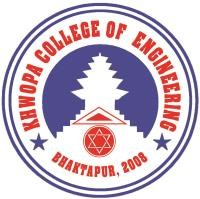 KHWOPA COLLEGE OF ENGINEERING
BHAKTAPUR, 2008